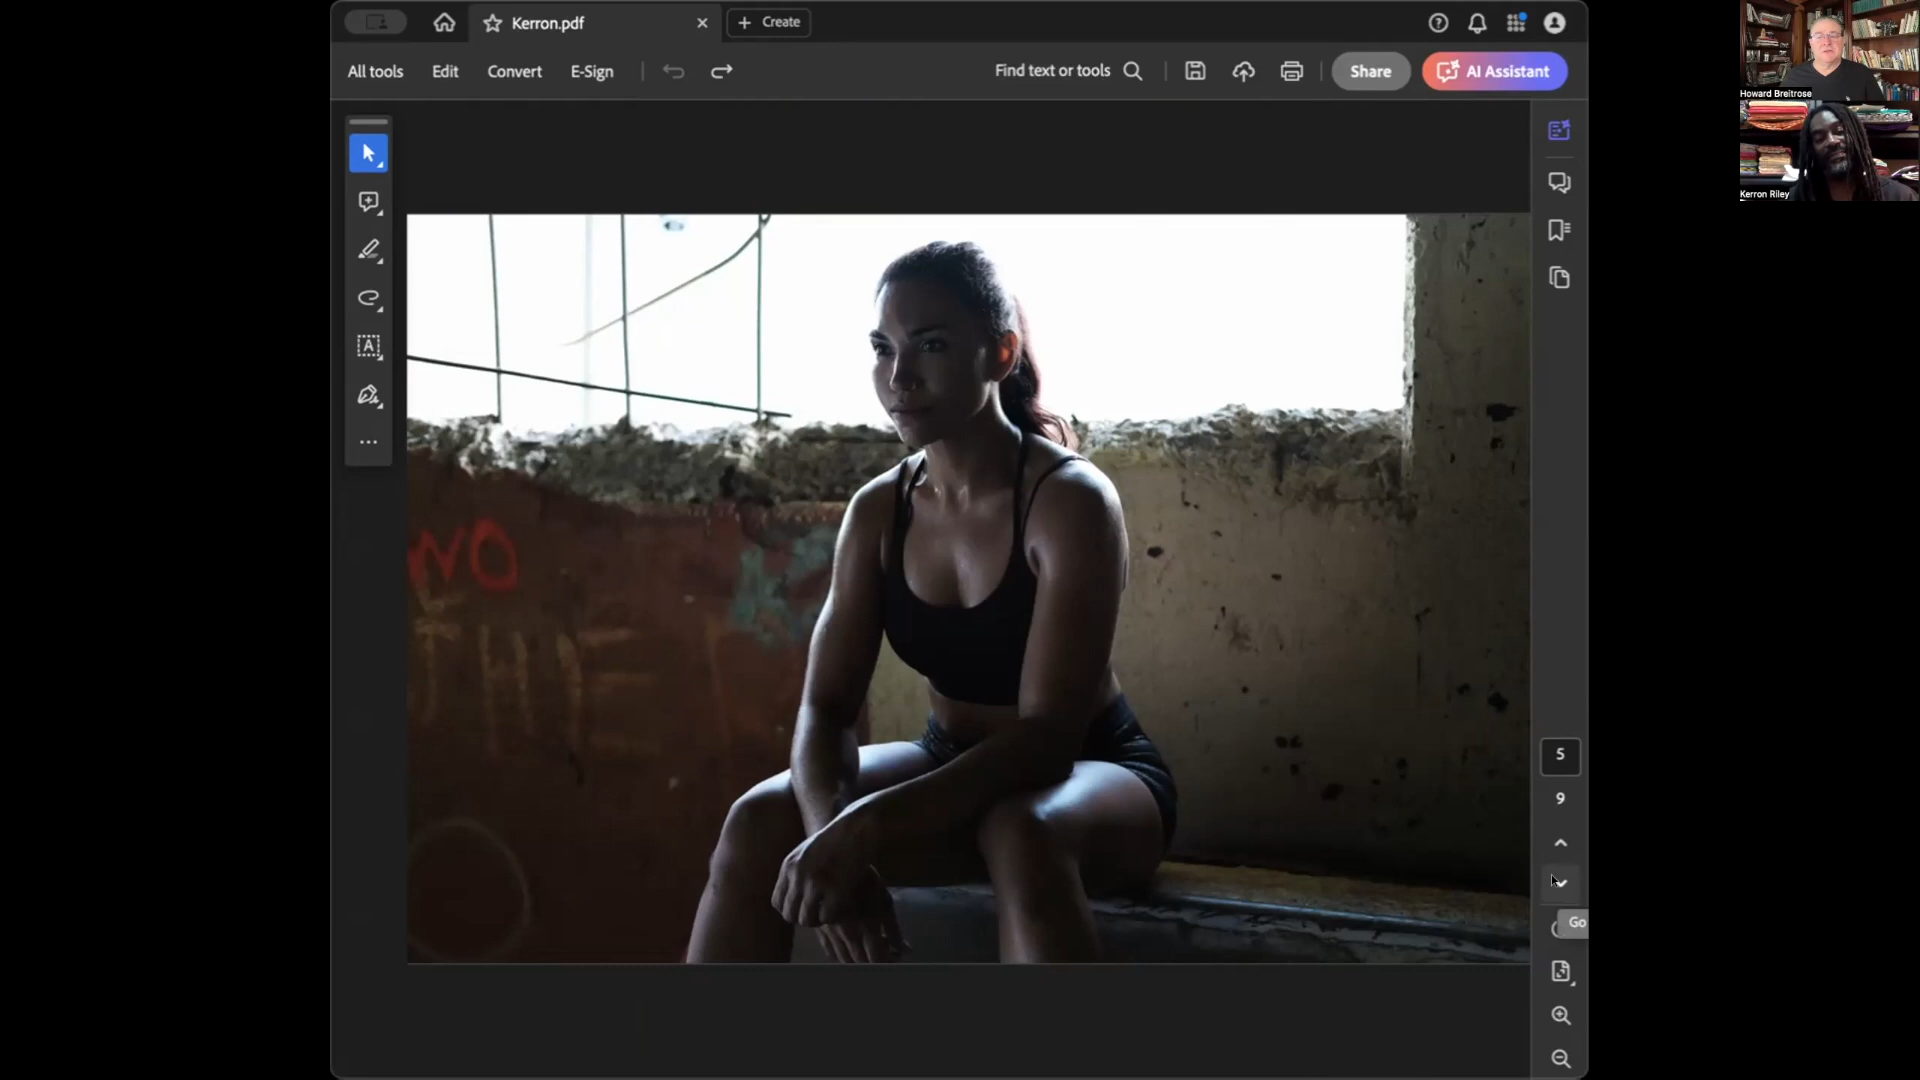 Kerron.pdf
Create
All tools
Edit
Convert
E-Sign
Find text or tools
Share
AI Assistant
Howard Breitrose
Kerron Riley
WO
5
9
Go